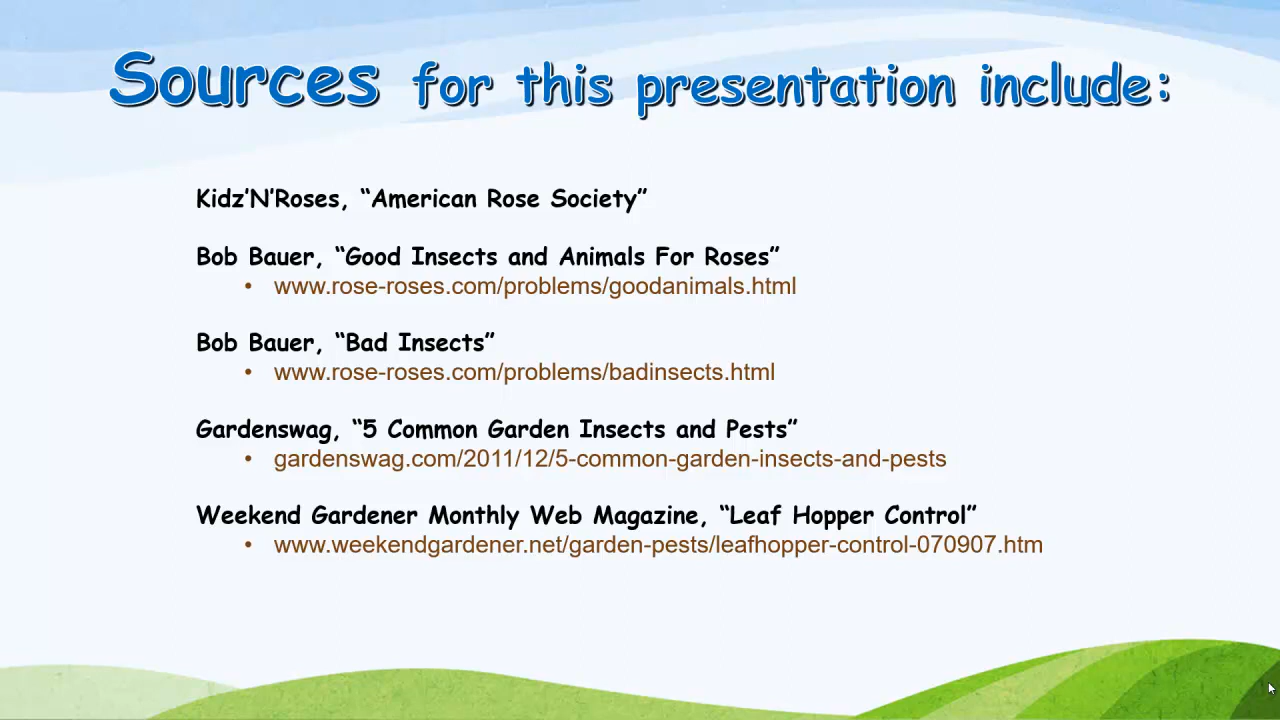 Sources for this presentation include:
Kidz’N’Roses, “American Rose Society”
Bob Bauer, “Good Insects and Animals For Roses”
• www.rose-roses.com/problems/goodanimals.html
Bob Bauer, “Bad Insects”
• www.rose-roses.com/problems/badinsects.html
Gardenswag, “5 Common Garden Insects and Pests”
• gardenswag.com/2011/12/5-common-garden-insects-and-pests
Weekend Gardener Monthly Web Magazine, “Leaf Hopper Control”
• www.weekendgardener.net/garden-pests/leafhopper-control-070907.htm